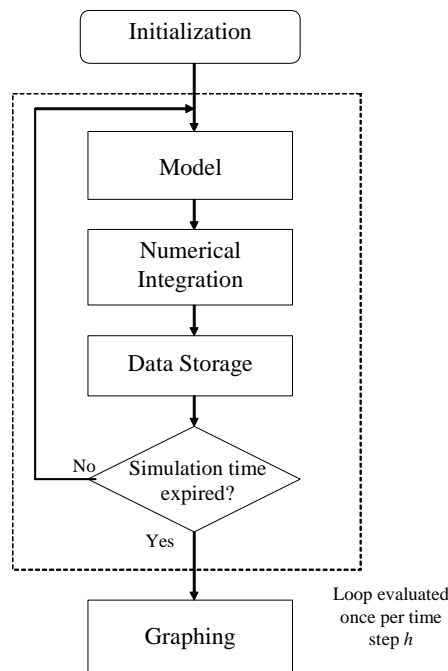 Initialization
Model
Numerical
Integration
Data Storage
No
Simulation time
expired?
Yes
Loop evaluated
once per time
step h
Graphing